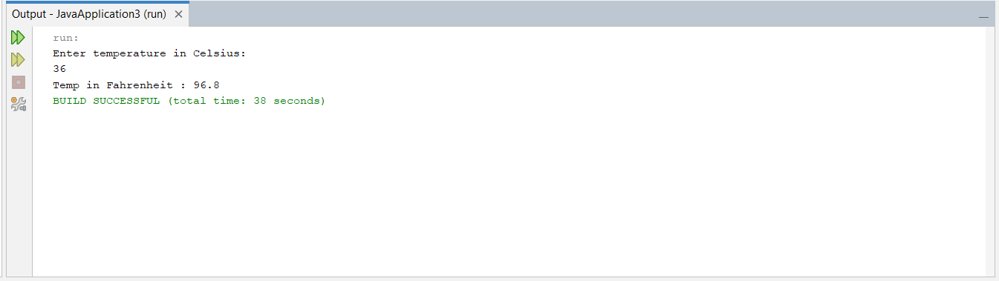 Output - JavaApplication3 (run)
run:
Enter temperature in Celsius:
36
Temp in Fahrenheit : 96.8
BUILD SUCCESSFUL (total time: 38 seconds)